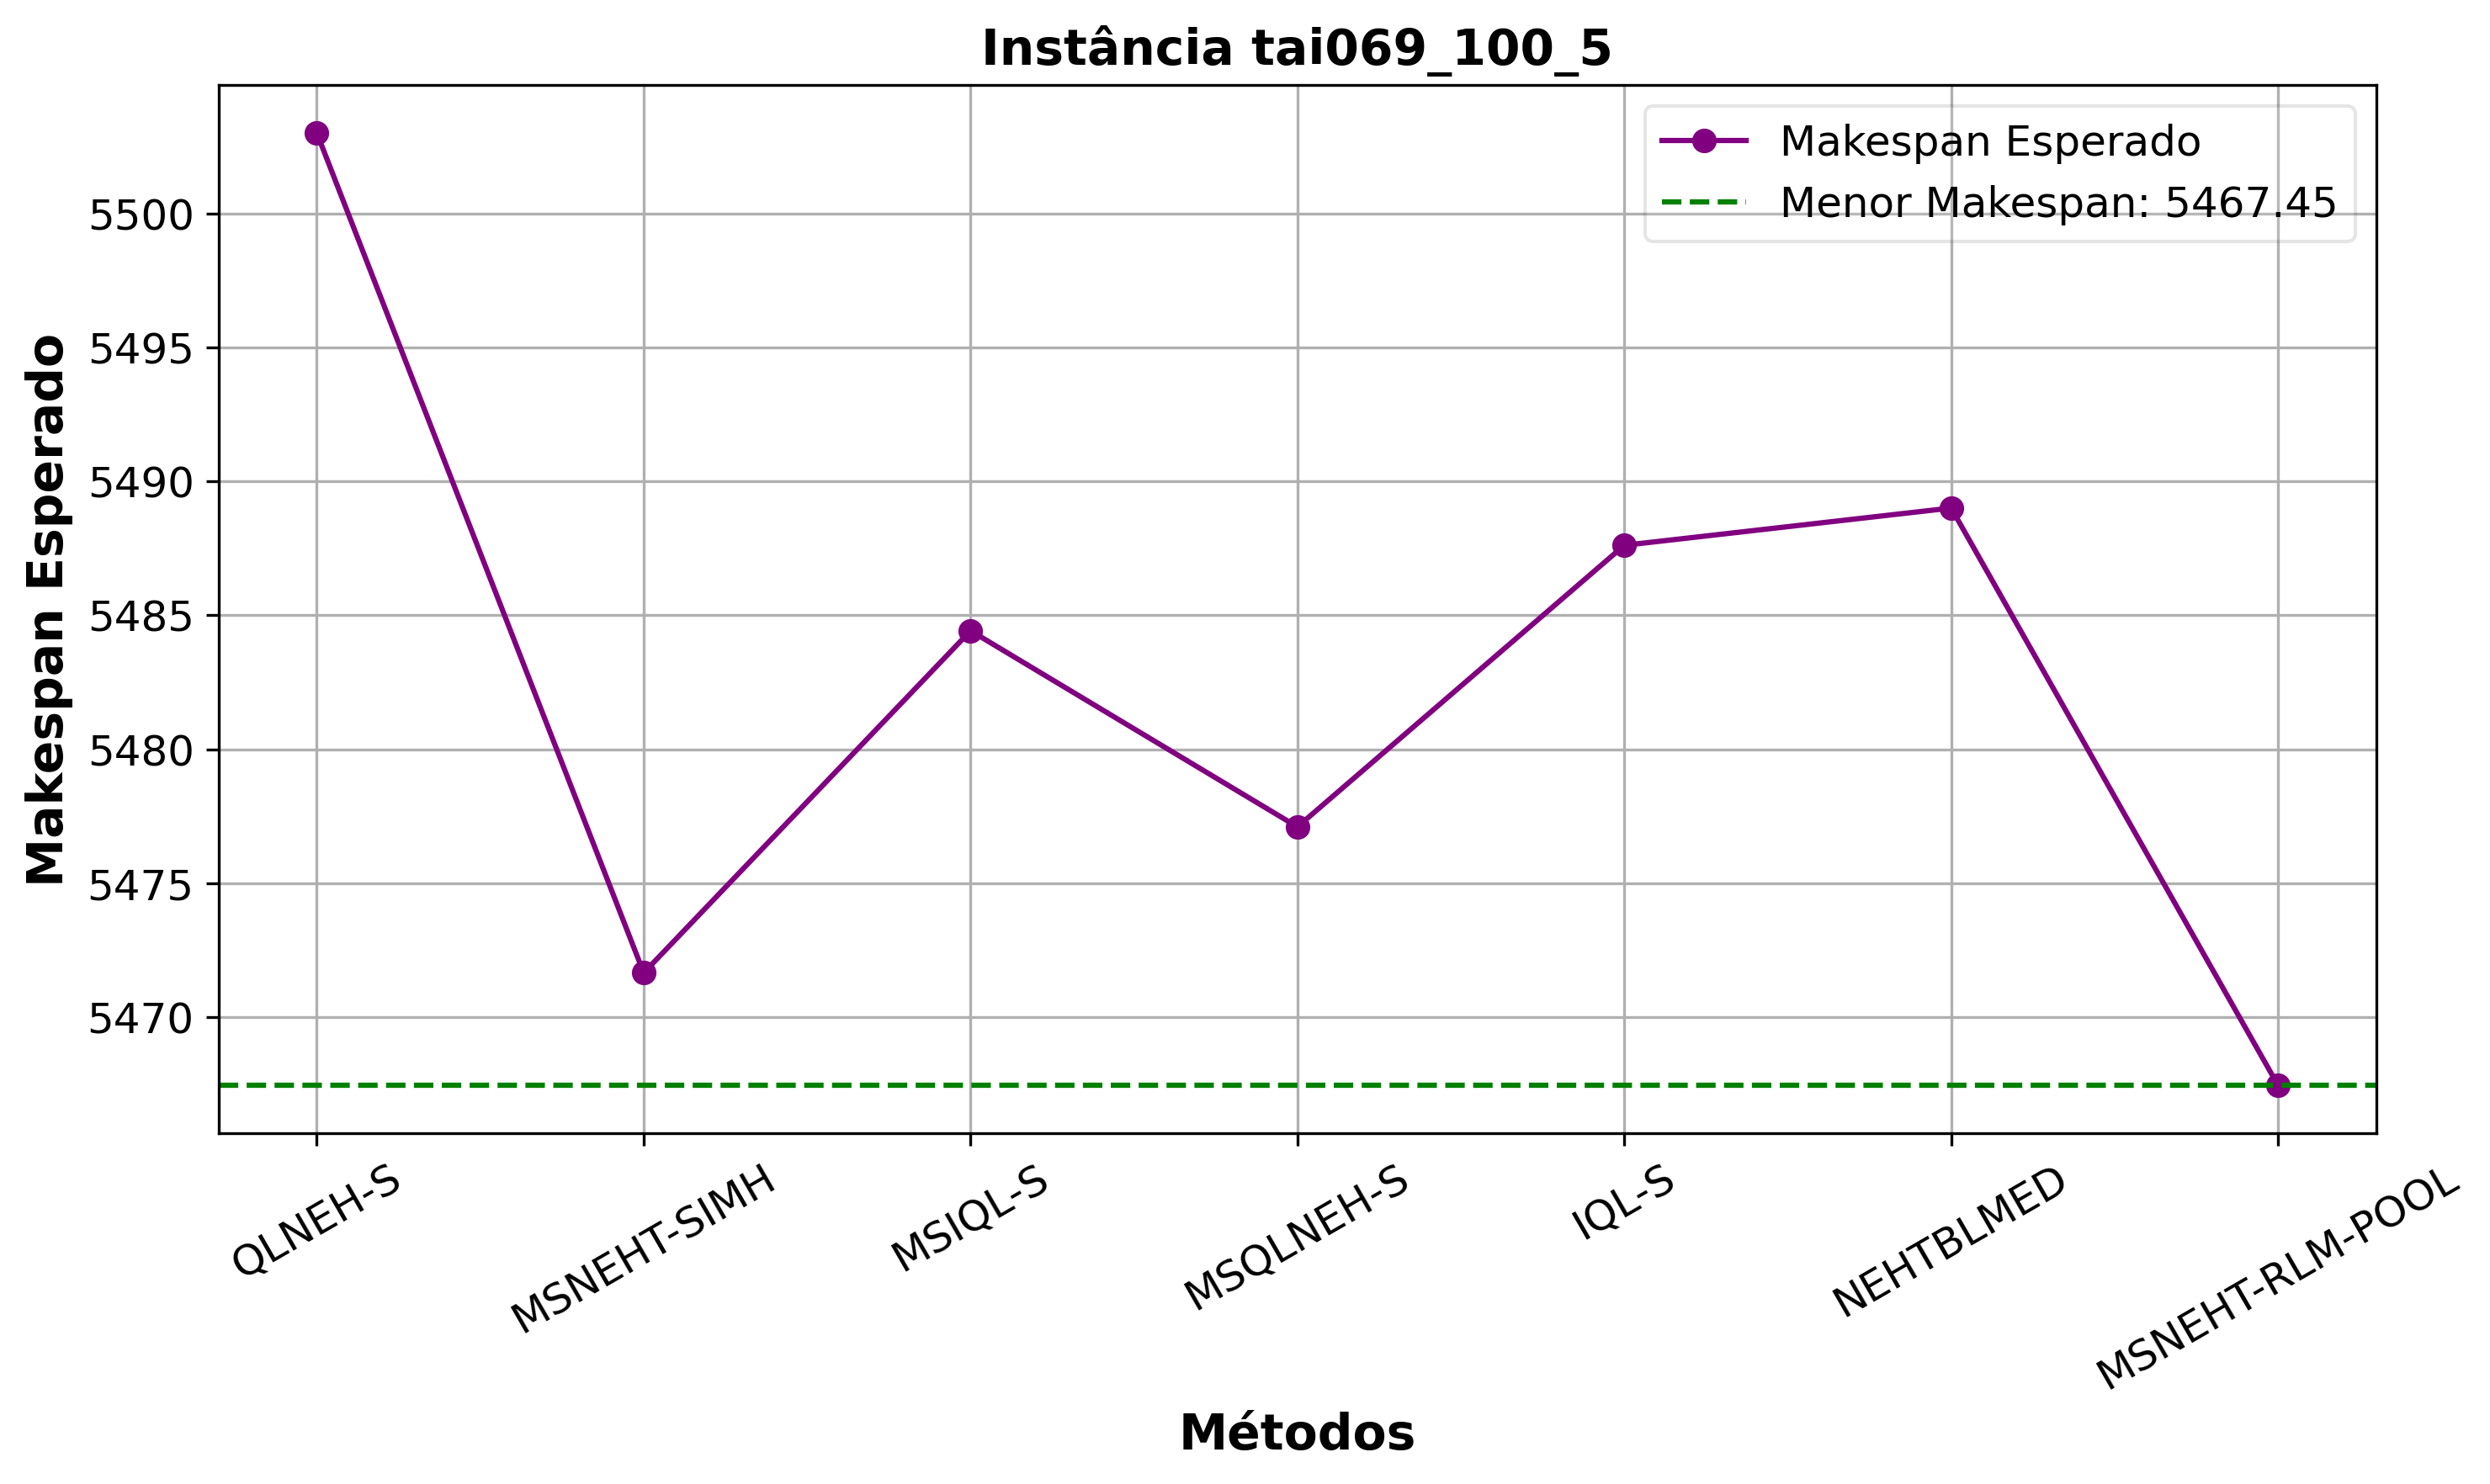 Instância tai069_100_5
Makespan Esperado
Menor Makespan: 5467.45
Makespan Esperado
5500
5495
5490
5485
5480
5475
5470
QLNEH-S
MSNEHT-SIMH
MSIQL-S
MSQLNEH-S
IQL-S
NEHTBLMED
MSNEHT-RLM-POOL
Métodos